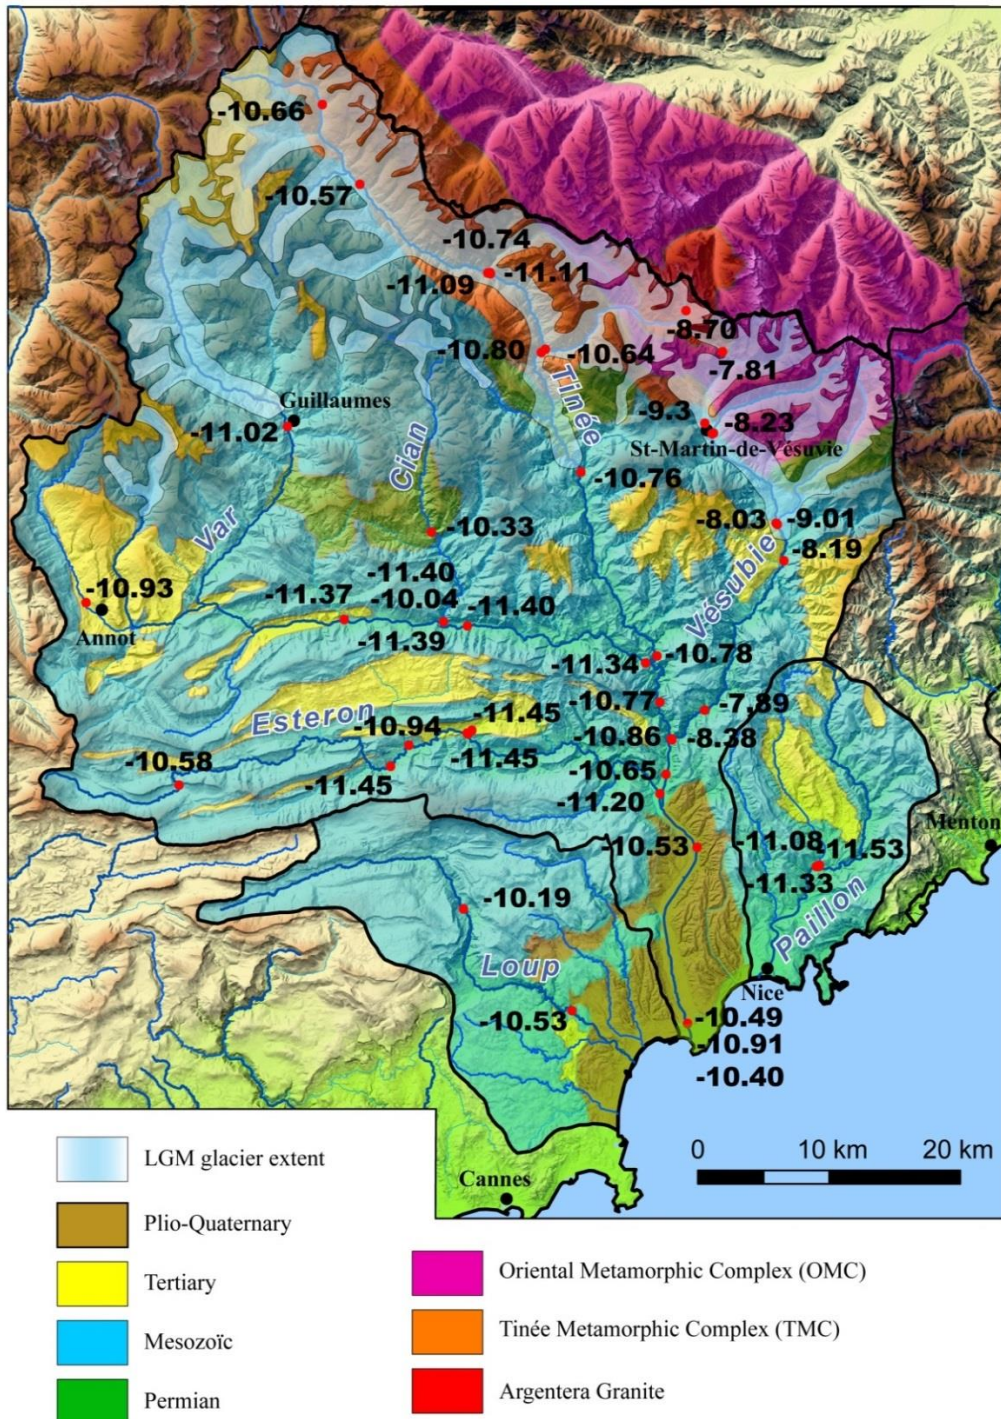 -10.66
-10.57
-10.74
-11.09
-11.11
-8.70
-10.80
-10.64
-7.81
Tinée
Guillaumes
-11.02
Cian
-9.3
-8.23
St-Martin-de-Vésuvie
-10.76
Var
-10.33
-8.03
-9.01
Vésubie
-8.19
-10.93
Annot
-11.37
-11.40
-10.04
-11.40
-11.39
-11.34
-10.78
Esteron
-10.94
-11.45
-10.77
-7.89
-10.86
-8.38
-10.58
-11.45
-11.45
-10.65
-11.20
Menton
-10.53
-11.08
-11.53
-11.33
Paillon
-10.19
Loup
Nice
-10.53
-10.49
-10.91
-10.40
0 10 km 20 km
Cannes
LGM glacier extent
Plio-Quaternary
Tertiary
Mesozoïc
Permian
Oriental Metamorphic Complex (OMC)
Tinée Metamorphic Complex (TMC)
Argentera Granite